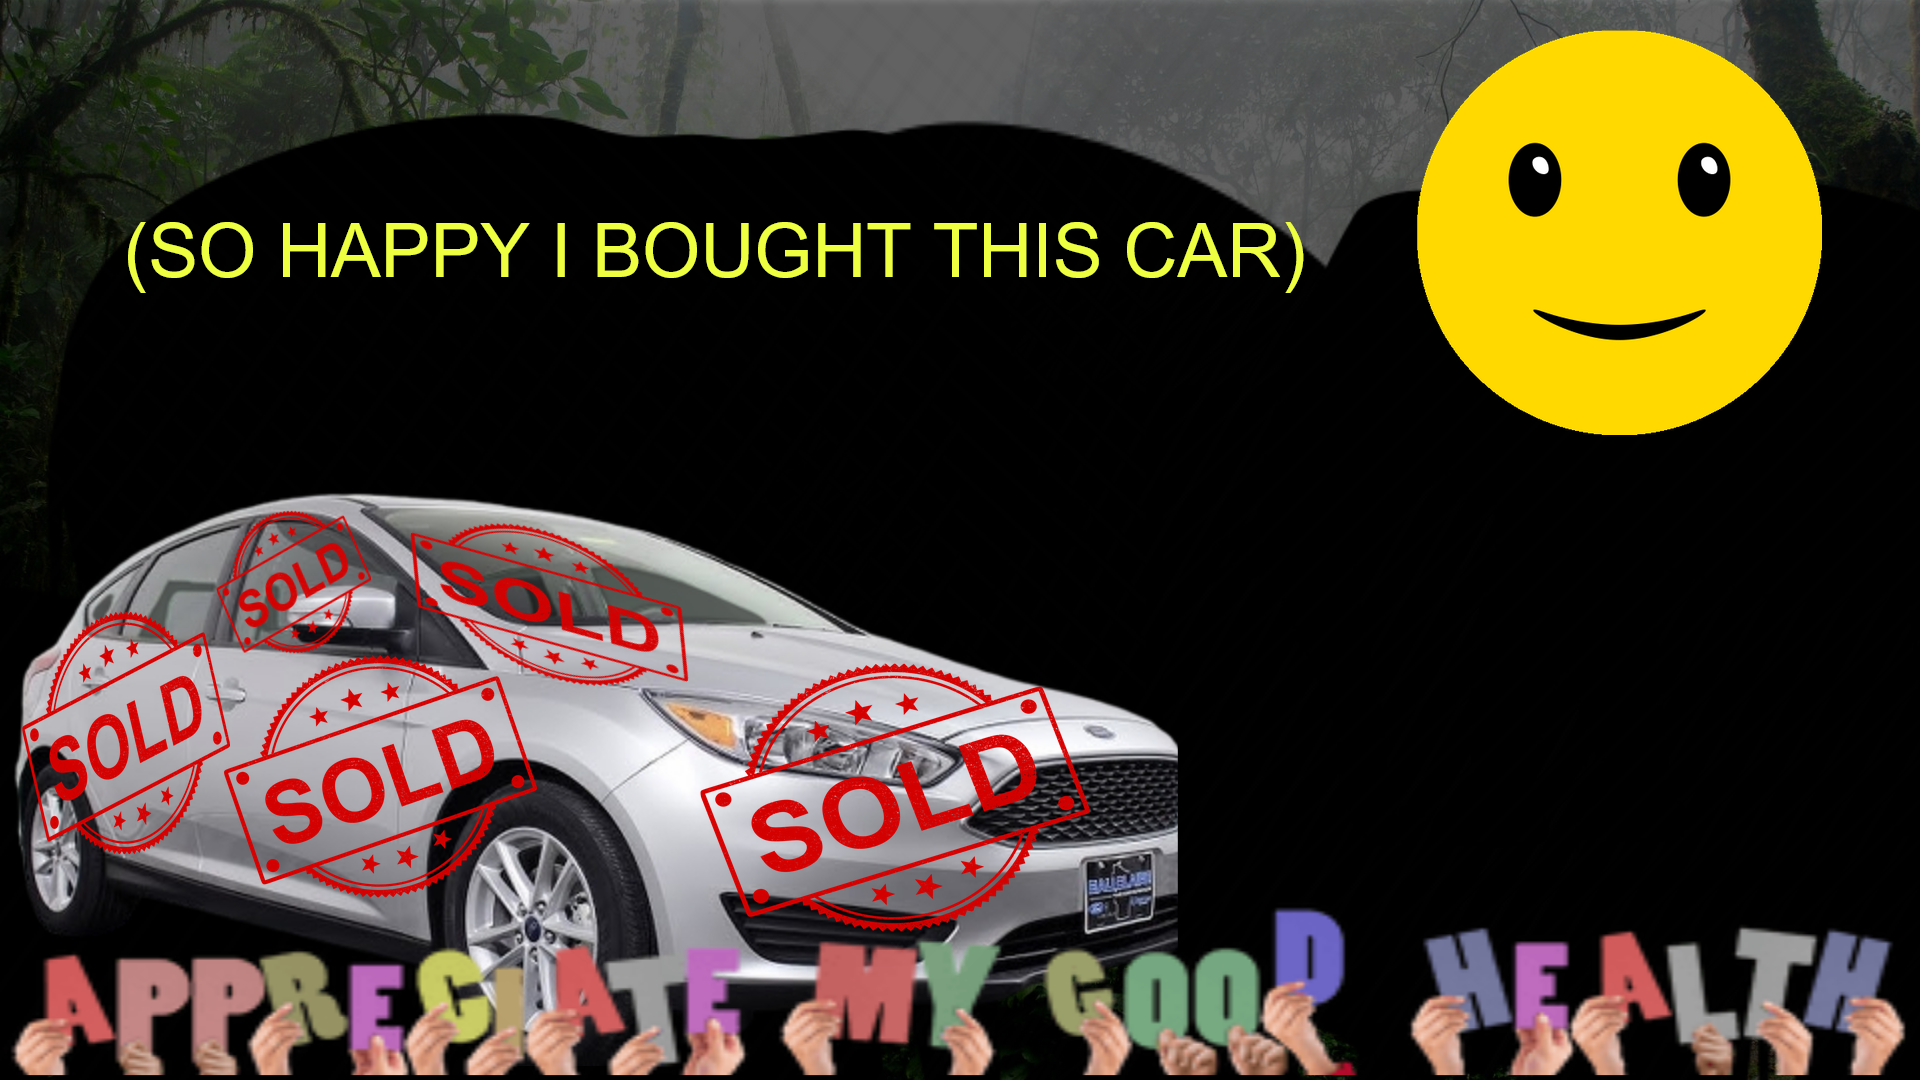 (SO HAPPY I BOUGHT THIS CAR)
SOLD
SOLD
SOLD
SOLD
SOLD
APPRECIATE MY GOOD HEALTH